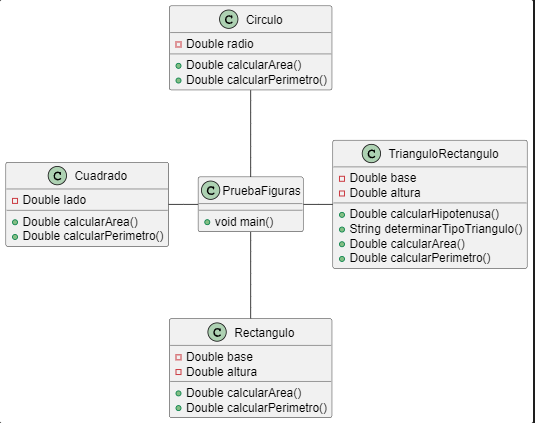 C Circulo
Double radio
Double calcularArea()
Double calcularPerimetro()
C Cuadrado
Double lado
Double calcularArea()
Double calcularPerimetro()
C PruebaFiguras
void main()
C TrianguloRectangulo
Double base
Double altura
Double calcularHipotenusa()
String determinarTipoTriangulo()
Double calcularArea()
Double calcularPerimetro()
C Rectangulo
Double base
Double altura
Double calcularArea()
Double calcularPerimetro()